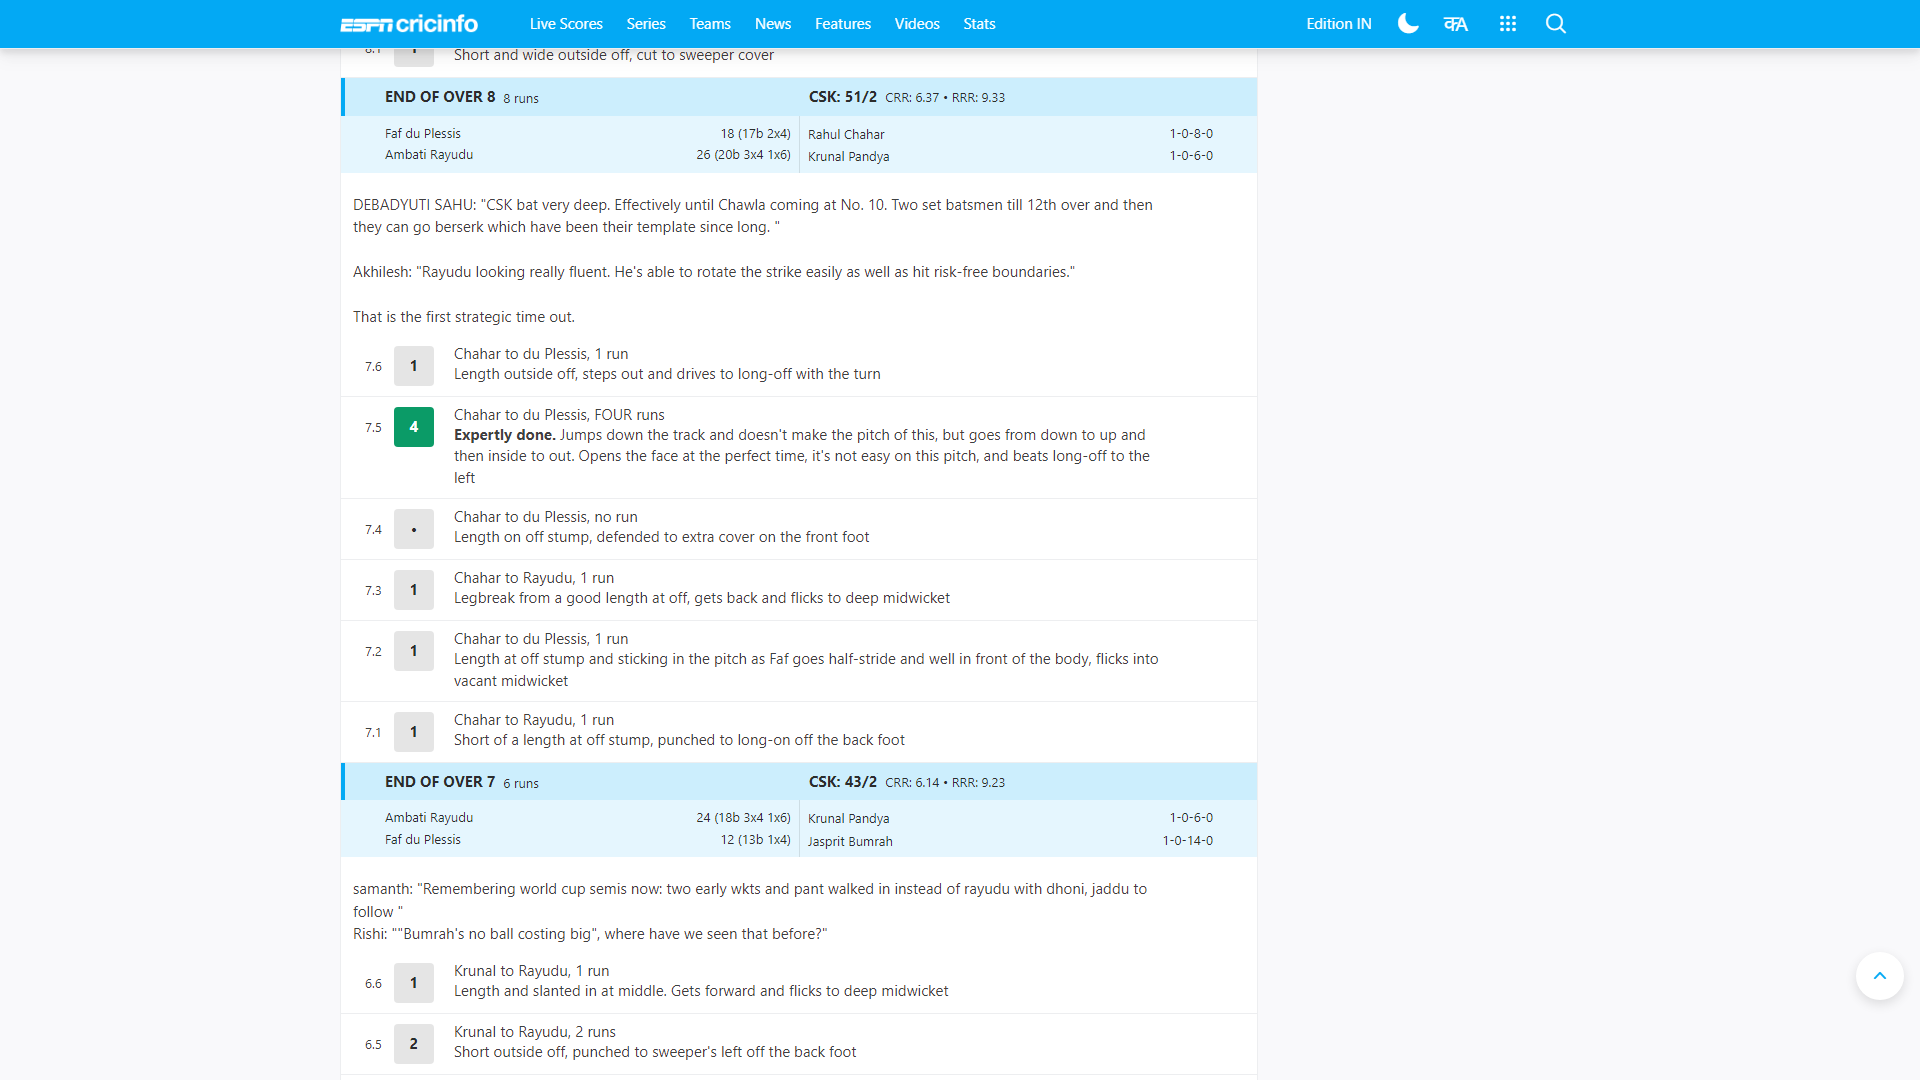 ESPN cricinfo Live Scores Series Teams News Features Videos Stats Edition IN कA
8.1 1 Short and wide outside off, cut to sweeper cover
END OF OVER 8 8 runs CSK: 51/2 CRR: 6.37 • RRR: 9.33
Faf du Plessis 18 (17b 2x4) Rahul Chahar 1-0-8-0
Ambati Rayudu 26 (20b 3x4 1x6) Krunal Pandya 1-0-6-0
DEBADYUTI SAHU: "CSK bat very deep. Effectively until Chawla coming at No. 10. Two set batsmen till 12th over and then
they can go berserk which have been their template since long. "
Akhilesh: "Rayudu looking really fluent. He's able to rotate the strike easily as well as hit risk-free boundaries."
That is the first strategic time out.
7.6 1 Chahar to du Plessis, 1 run
Length outside off, steps out and drives to long-off with the turn
7.5 4 Chahar to du Plessis, FOUR runs
Expertly done. Jumps down the track and doesn't make the pitch of this, but goes from down to up and
then inside to out. Opens the face at the perfect time, it's not easy on this pitch, and beats long-off to the
left
7.4 • Chahar to du Plessis, no run
Length on off stump, defended to extra cover on the front foot
7.3 1 Chahar to Rayudu, 1 run
Legbreak from a good length at off, gets back and flicks to deep midwicket
7.2 1 Chahar to du Plessis, 1 run
Length at off stump and sticking in the pitch as Faf goes half-stride and well in front of the body, flicks into
vacant midwicket
7.1 1 Chahar to Rayudu, 1 run
Short of a length at off stump, punched to long-on off the back foot
END OF OVER 7 6 runs CSK: 43/2 CRR: 6.14 • RRR: 9.23
Ambati Rayudu 24 (18b 3x4 1x6) Krunal Pandya 1-0-6-0
Faf du Plessis 12 (13b 1x4) Jasprit Bumrah 1-0-14-0
samanth: "Remembering world cup semis now: two early wkts and pant walked in instead of rayudu with dhoni, jaddu to
follow "
Rishi: ""Bumrah's no ball costing big", where have we seen that before?"
6.6 1 Krunal to Rayudu, 1 run
Length and slanted in at middle. Gets forward and flicks to deep midwicket
6.5 2 Krunal to Rayudu, 2 runs
Short outside off, punched to sweeper's left off the back foot